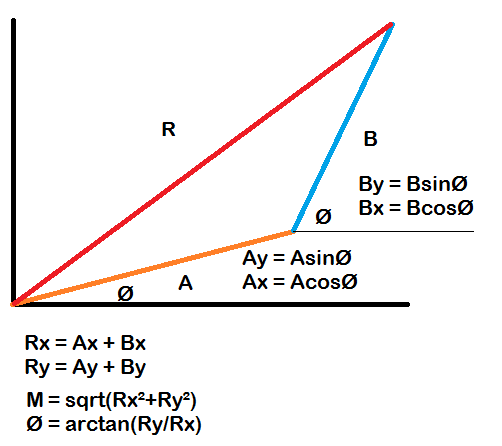 R
B
By = BsinØ
Bx = BcosØ
Ø
Ay = AsinØ
Ax = AcosØ
A
Ø
Rx = Ax + Bx
Ry = Ay + By
M = sqrt(Rx²+Ry²)
Ø = arctan(Ry/Rx)